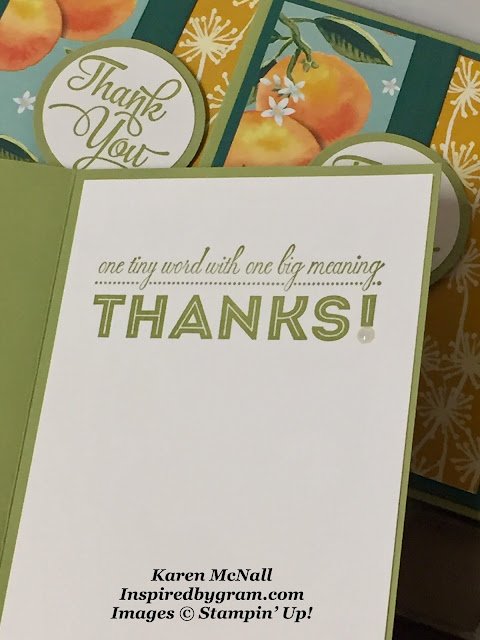 Thank
You
one tiny word with one big meaning
THANKS!
Karen McNall
Inspiredbygram.com
Images © Stampin' Up!